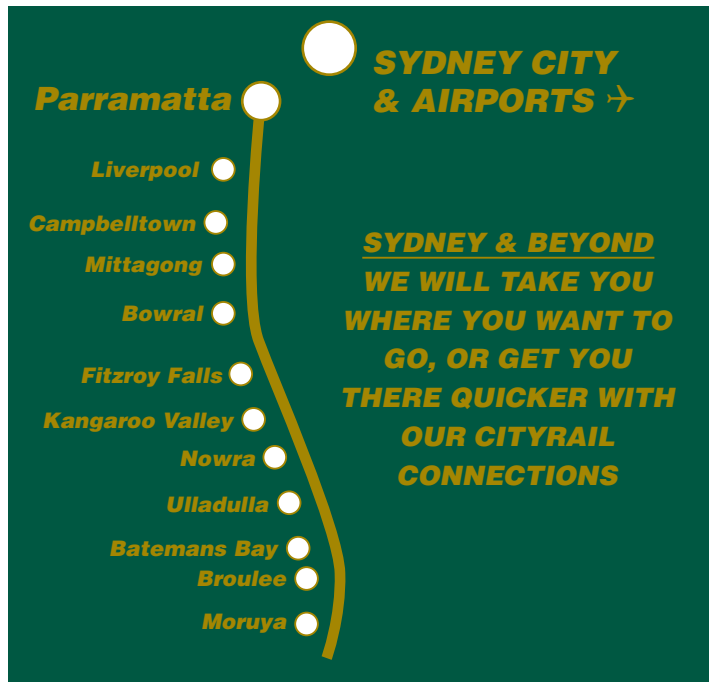 SYDNEY CITY
& AIRPORTS ✈
Parramatta
Liverpool
Campbelltown
Mittagong
Bowral
Fitzroy Falls
Kangaroo Valley
Nowra
Ulladulla
Batemans Bay
Broulee
Moruya
SYDNEY & BEYOND
WE WILL TAKE YOU
WHERE YOU WANT TO
GO, OR GET YOU
THERE QUICKER WITH
OUR CITYRAIL
CONNECTIONS